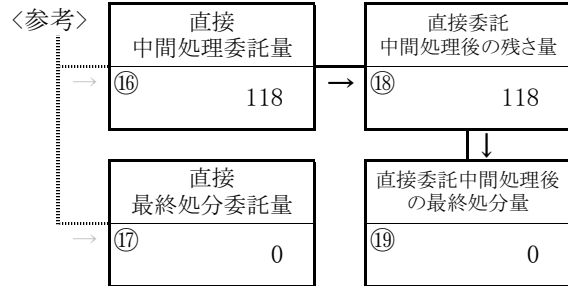 〈参考〉
直接
中間処理委託量
⑯
118
→
→
直接委託
中間処理後の残さ量
⑱
118
↓
直接
最終処分委託量
⑰
0
→
直接委託中間処理後
の最終処分量
⑲
0